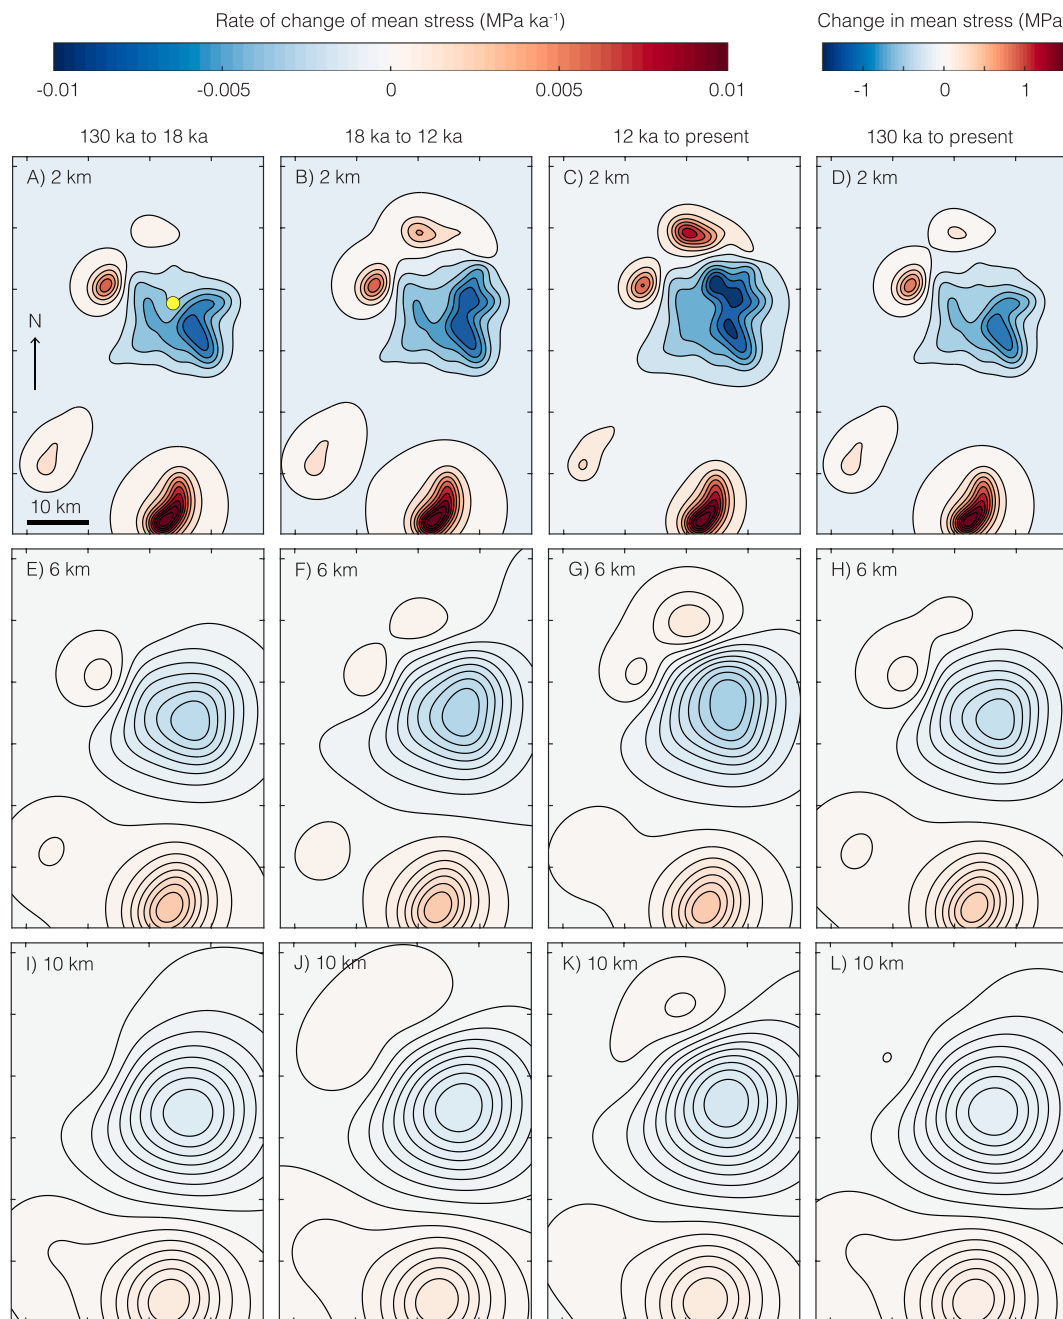 Rate of change of mean stress (MPa ka⁻¹)
Change in mean stress (MPa
-0.01 -0.005 0 0.005 0.01
-1 0 1
130 ka to 18 ka 18 ka to 12 ka 12 ka to present 130 ka to present
A) 2 km B) 2 km C) 2 km D) 2 km
N
10 km
E) 6 km F) 6 km G) 6 km H) 6 km
I) 10 km J) 10 km K) 10 km L) 10 km